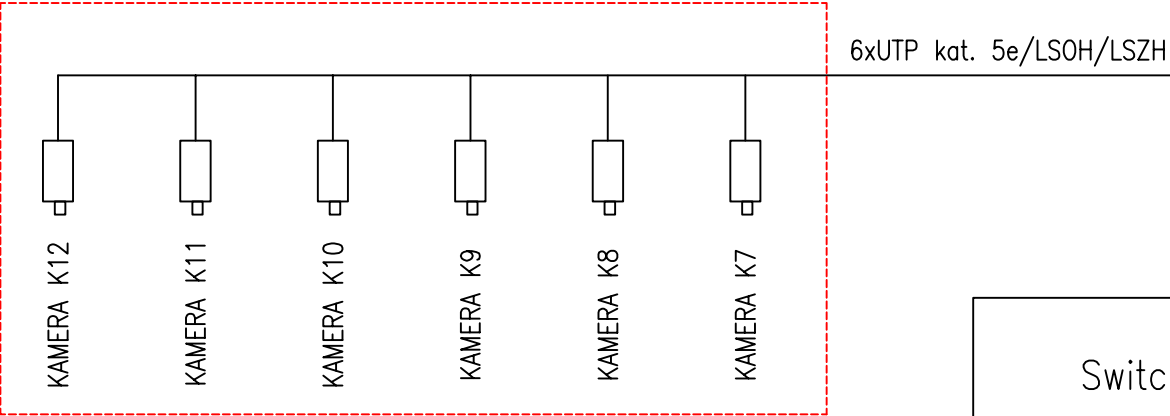 6xUTP kat. 5e/LSOH/LSZH
KAMERA K12
KAMERA K11
KAMERA K10
KAMERA K9
KAMERA K8
KAMERA K7
Switc